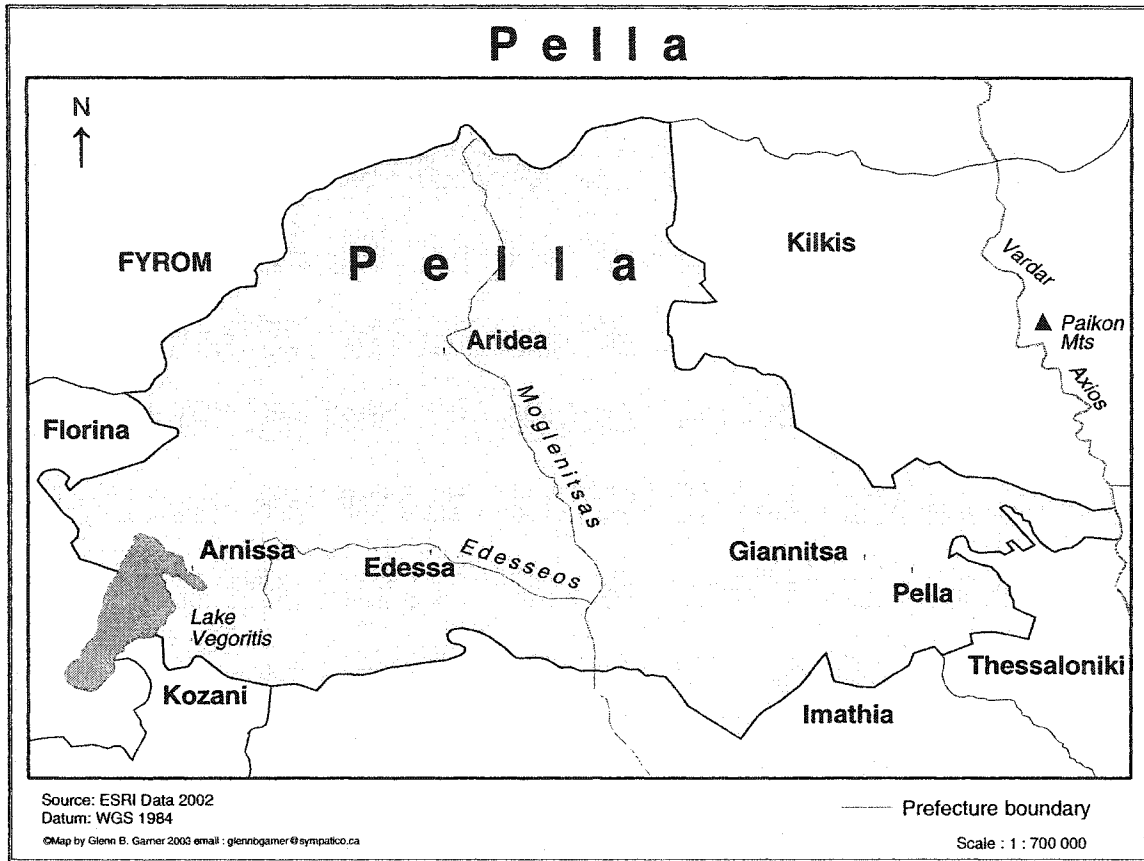 Pella
N
FYROM
Pella
Kilkis
Vardar
Paikon
Mts
Axios
Aridea
Florina
Moglenitsas
Arnissa
Edessa
Edesseos
Giannitsa
Pella
Lake
Vegoritis
Kozani
Thessaloniki
Imathia
Source: ESRI Data 2002
Datum: WGS 1984
©Map by Glenn B. Garner 2003 email : glennbgarner@sympatico.ca
Prefecture boundary
Scale : 1 : 700 000